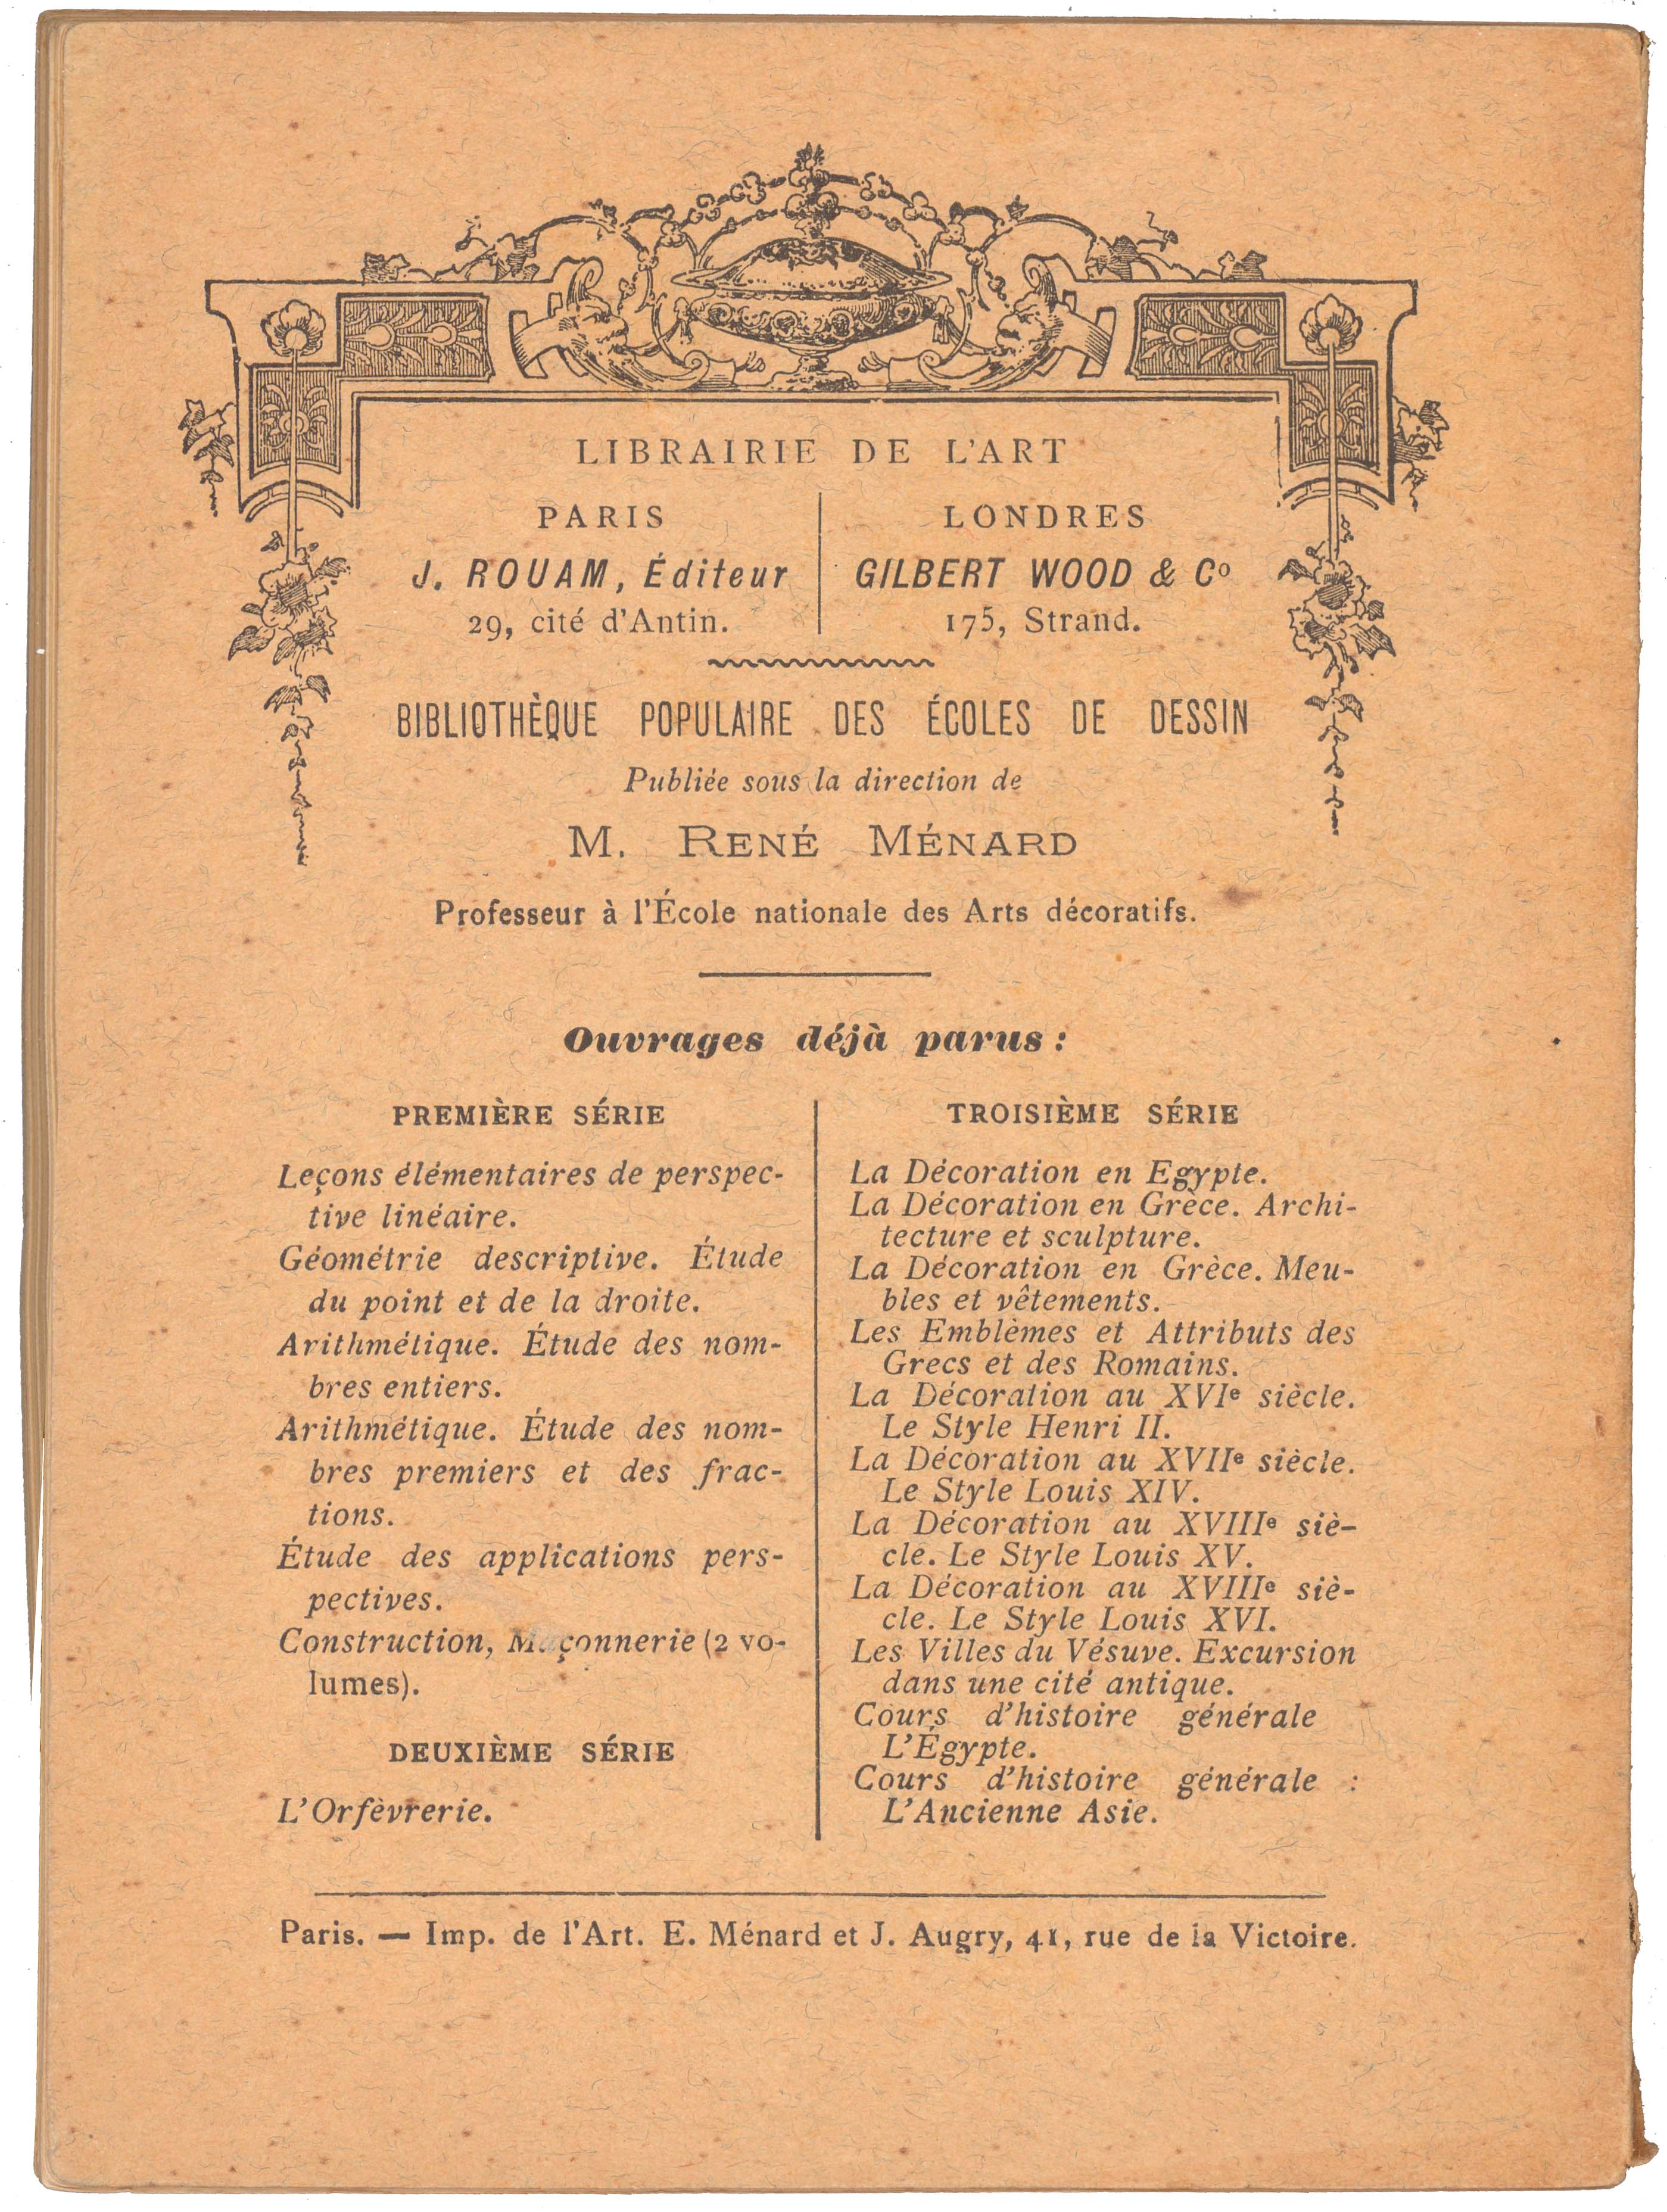 LIBRAIRIE DE L'ART
PARIS
J. ROUAM, Éditeur
29, cité d'Antin.
LONDRES
GILBERT WOOD & Co
175, Strand.
BIBLIOTHÈQUE POPULAIRE DES ÉCOLES DE DESSIN
Publiée sous la direction de
M. RENÉ MÉNARD
Professeur à l'École nationale des Arts décoratifs.
Ouvrages déjà parus :
PREMIÈRE SÉRIE
Leçons élémentaires de perspec-
tive linéaire.
Géométrie descriptive. Étude
du point et de la droite.
Arithmétique. Étude des nom-
bres entiers.
Arithmétique. Étude des nom-
bres premiers et des frac-
tions.
Étude des applications pers-
pectives.
Construction, Maçonnerie (2 vo-
lumes).
DEUXIÈME SÉRIE
L'Orfèvrerie.
TROISIÈME SÉRIE
La Décoration en Egypte.
La Décoration en Grèce. Archi-
tecture et sculpture.
La Décoration en Grèce. Meu-
bles et vêtements.
Les Emblèmes et Attributs des
Grecs et des Romains.
La Décoration au XVIe siècle.
Le Style Henri II.
La Décoration au XVIIe siècle.
Le Style Louis XIV.
La Décoration au XVIIIe siè-
cle. Le Style Louis XV.
La Décoration au XVIIIe siè-
cle. Le Style Louis XVI.
Les Villes du Vésuve. Excursion
dans une cité antique.
Cours d'histoire générale
L'Égypte.
Cours d'histoire générale :
L'Ancienne Asie.
Paris. — Imp. de l'Art. E. Ménard et J. Augry, 41, rue de la Victoire.